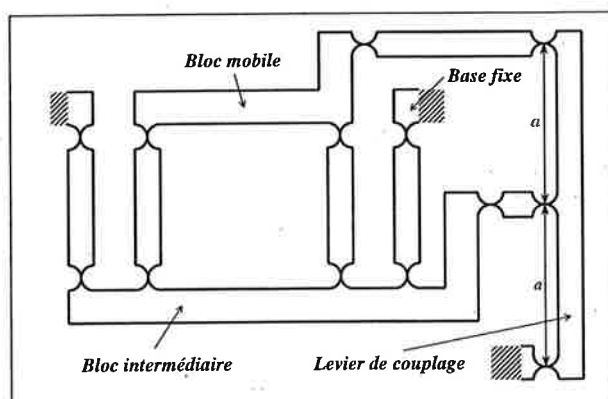 Bloc mobile
Base fixe
a
a
Bloc intermédiaire
Levier de couplage